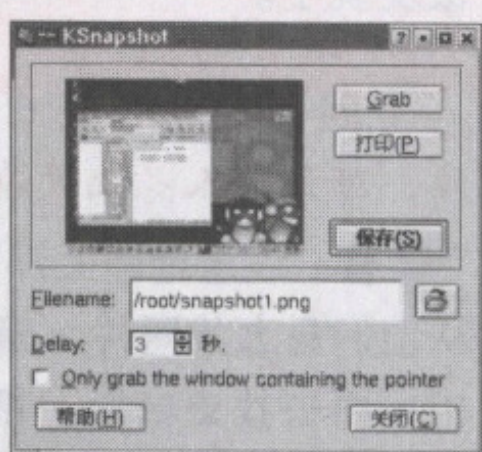 KSnapshot
Grab
打印(P)
保存(S)
Filename: /root/snapshot1.png
Delay: 3 秒.
Only grab the window containing the pointer
帮助(H) 关闭(C)